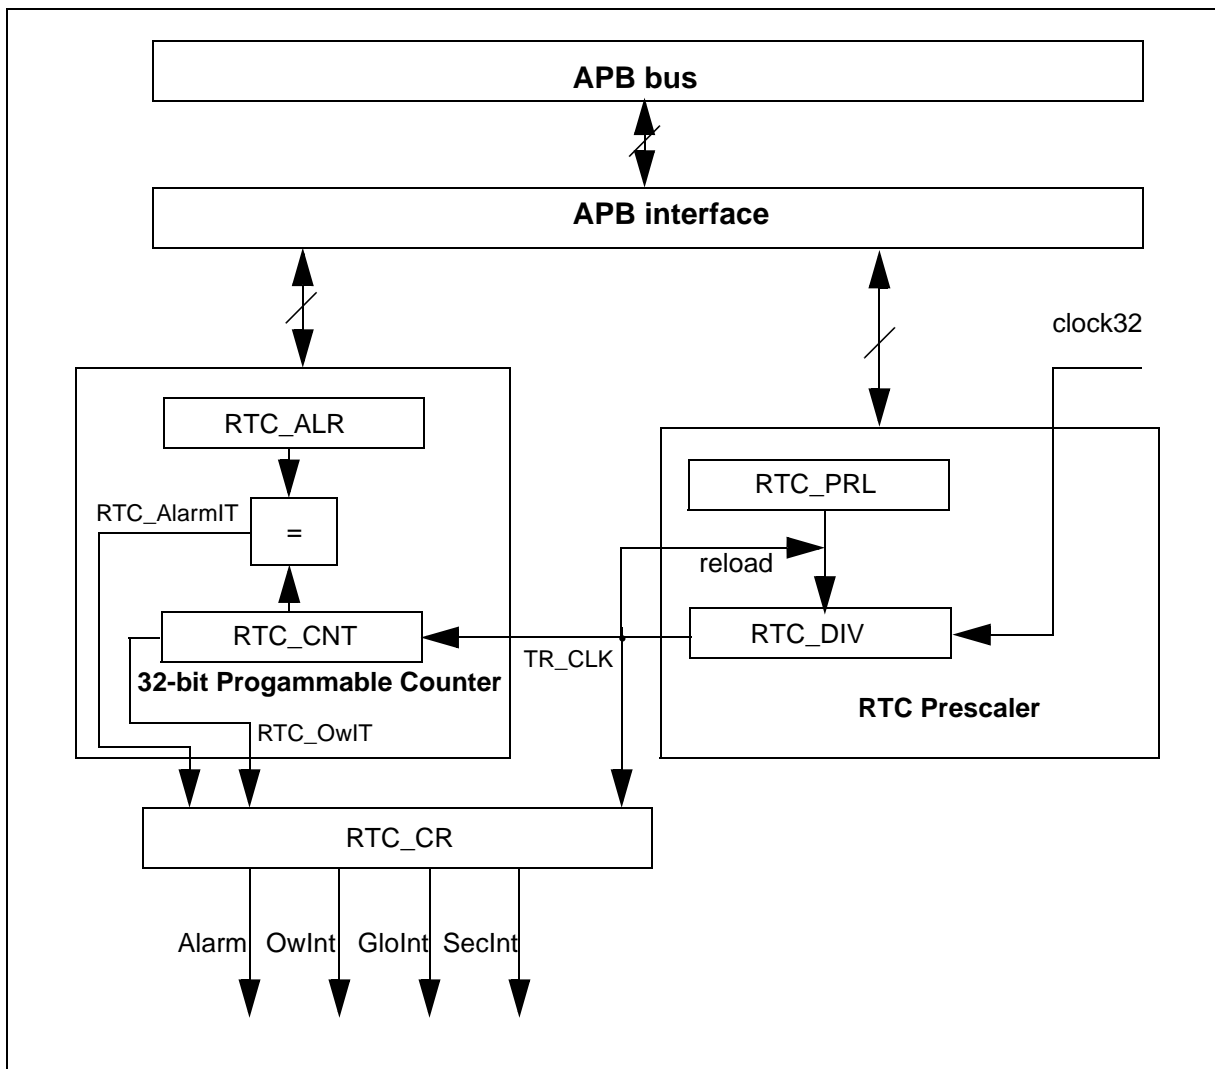 APB bus
APB interface
clock32
RTC_ALR
RTC_PRL
RTC_AlarmIT
=
reload
RTC_CNT
RTC_DIV
TR_CLK
32-bit Progammable Counter
RTC Prescaler
RTC_OwIT
RTC_CR
Alarm OwInt GloInt SecInt